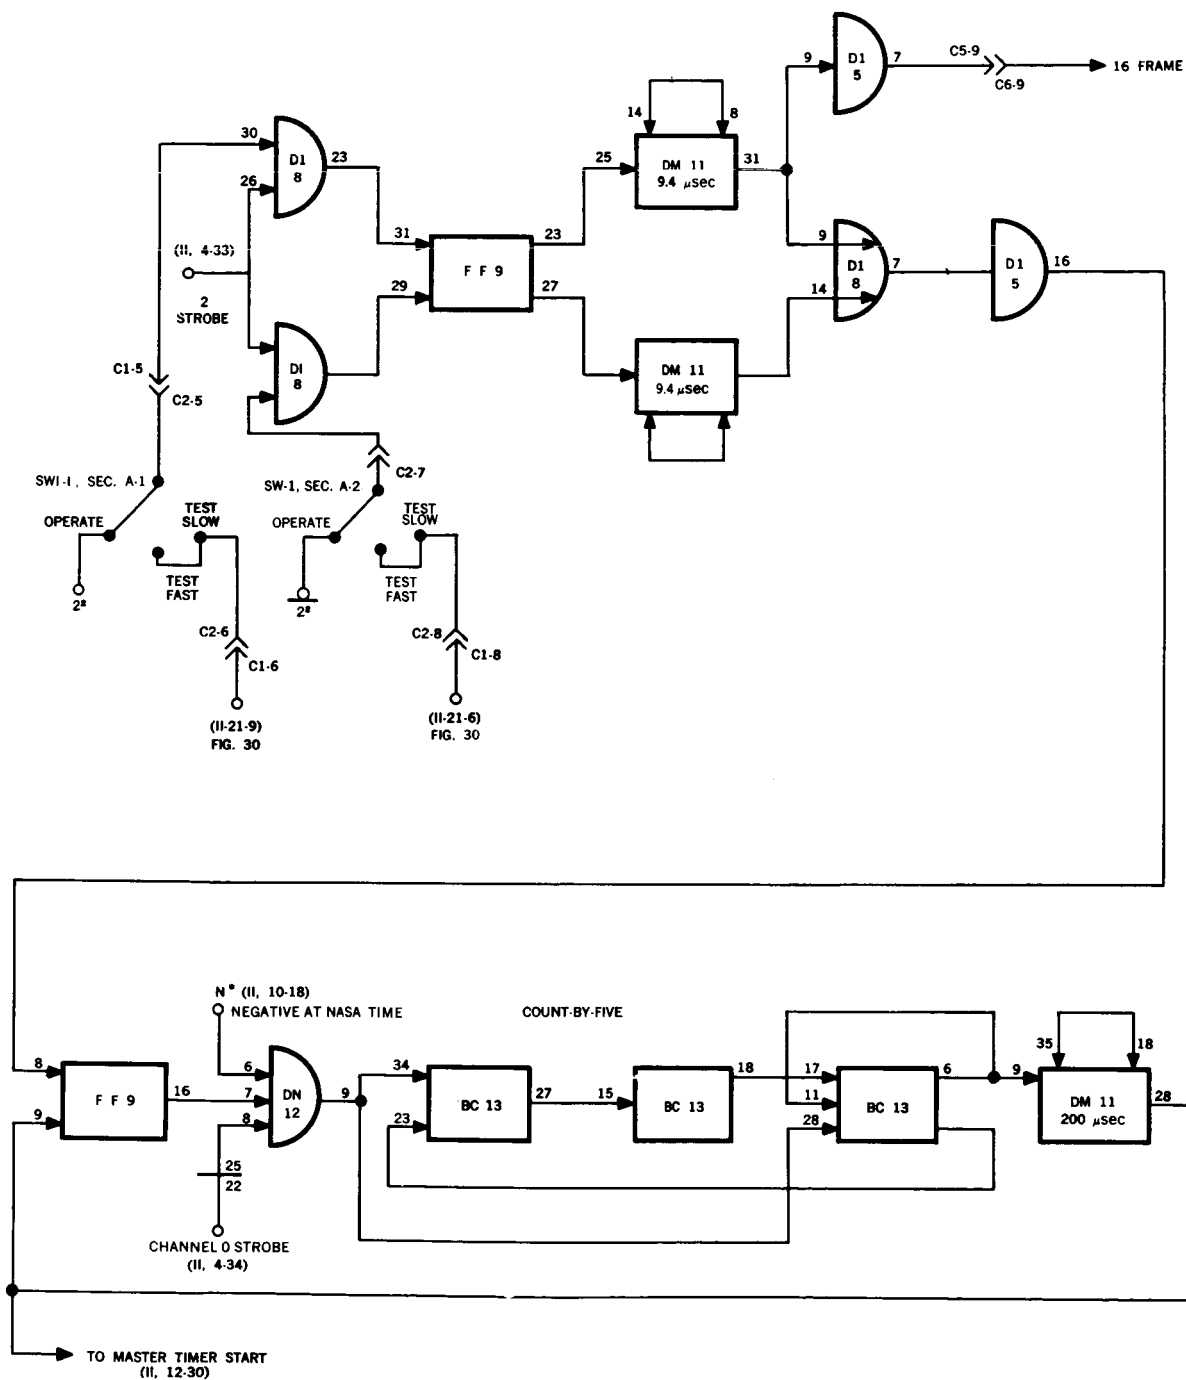 D1
5
9
7
C5-9
C6-9
16 FRAME
14
8
DM 11
9.4 µsec
25
31
30
26
D1
8
23
(II, 4-33)
2
STROBE
31
29
F F 9
23
27
9
14
D1
8
7
D1
5
16
DI
8
DM 11
9.4 µsec
C1-5
C2-5
C2-7
SWI-I, SEC. A-1
SW-1, SEC. A-2
OPERATE
TEST
SLOW
TEST
FAST
OPERATE
TEST
SLOW
TEST
FAST
2⁸
2⁸
C2-6
C1-6
C2-8
C1-8
(II-21-9)
FIG. 30
(II-21-6)
FIG. 30
N* (II, 10-18)
NEGATIVE AT NASA TIME
COUNT-BY-FIVE
8
9
F F 9
16
6
7
8
DN
12
9
25
22
CHANNEL 0 STROBE
(II, 4-34)
34
23
BC 13
27
15
BC 13
18
17
11
28
BC 13
6
9
35
18
DM 11
200 µsec
28
TO MASTER TIMER START
(II, 12-30)